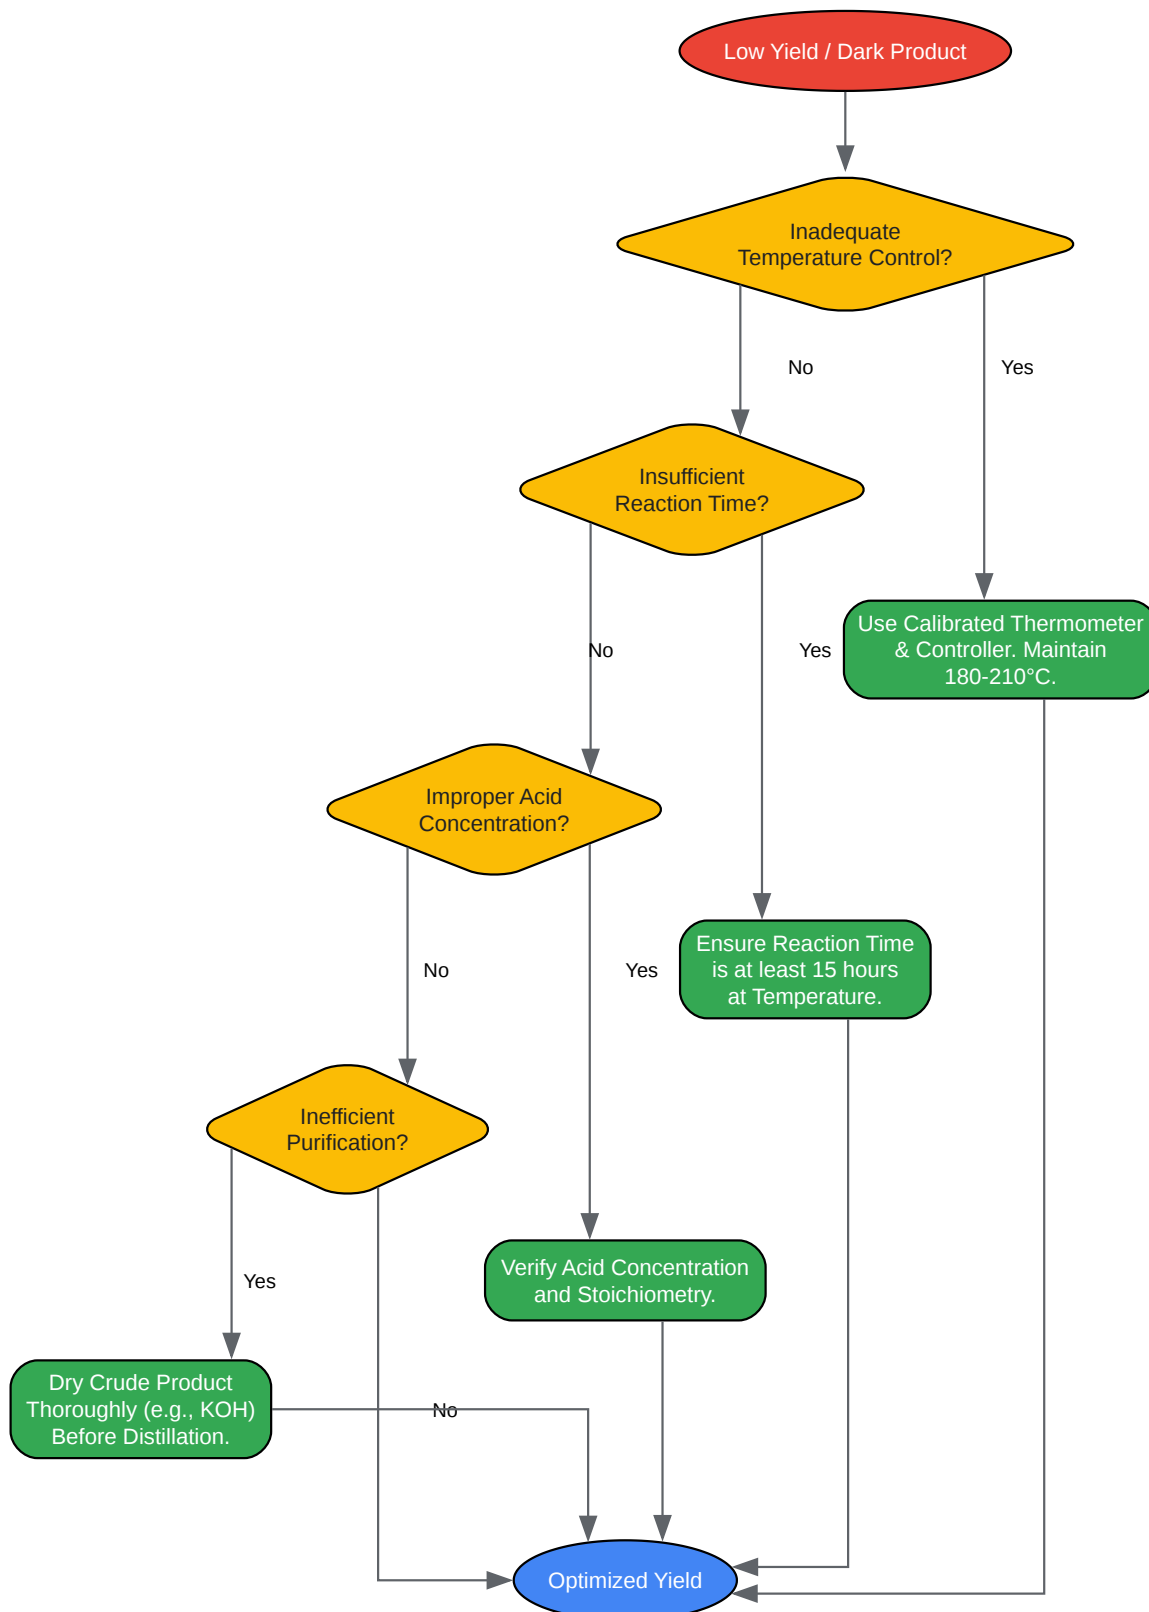 Low Yield / Dark Product
Inadequate
Temperature Control?
No
Yes
Insufficient
Reaction Time?
Use Calibrated Thermometer
& Controller. Maintain
180-210°C.
No
Yes
Improper Acid
Concentration?
Ensure Reaction Time
is at least 15 hours
at Temperature.
No
Yes
Inefficient
Purification?
Verify Acid Concentration
and Stoichiometry.
Yes
Dry Crude Product
Thoroughly (e.g., KOH)
Before Distillation.
No
Optimized Yield